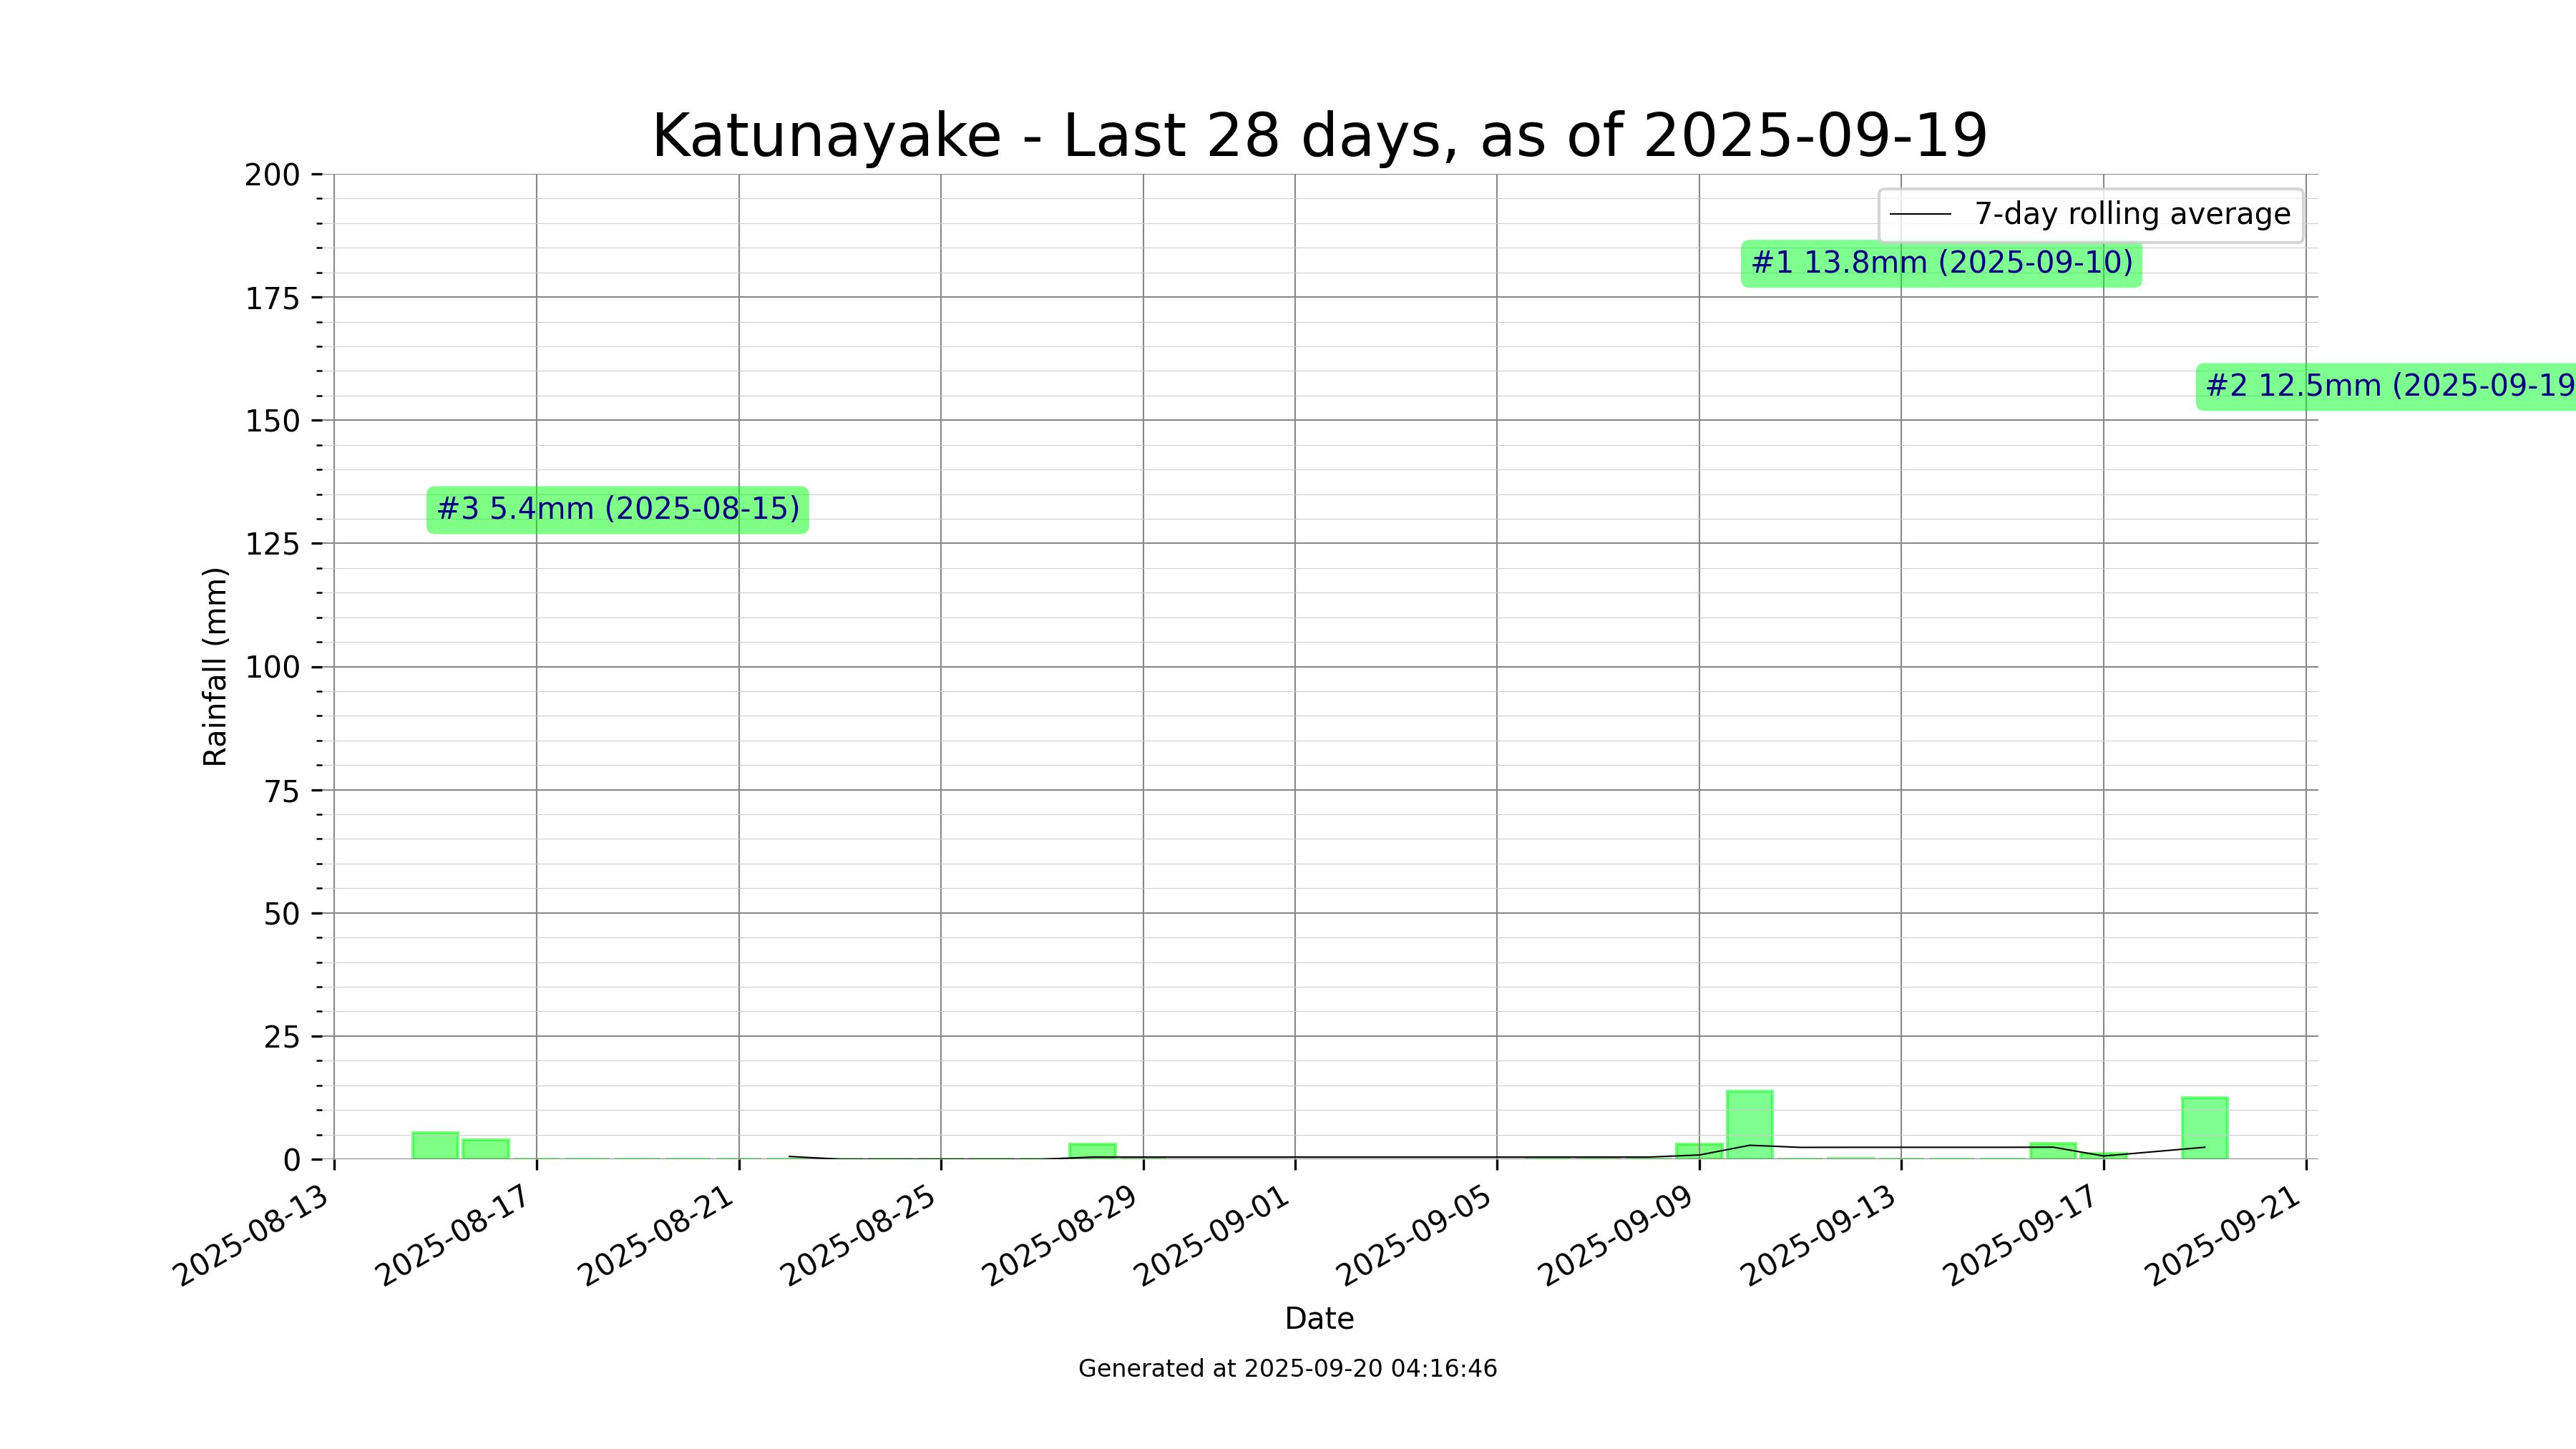 Katunayake - Last 28 days, as of 2025-09-19
200
175
150
125
100
75
50
25
0
Rainfall (mm)
7-day rolling average
#1 13.8mm (2025-09-10)
#2 12.5mm (2025-09-19
#3 5.4mm (2025-08-15)
2025-08-13
2025-08-17
2025-08-21
2025-08-25
2025-08-29
2025-09-01
2025-09-05
2025-09-09
2025-09-13
2025-09-17
2025-09-21
Date
Generated at 2025-09-20 04:16:46